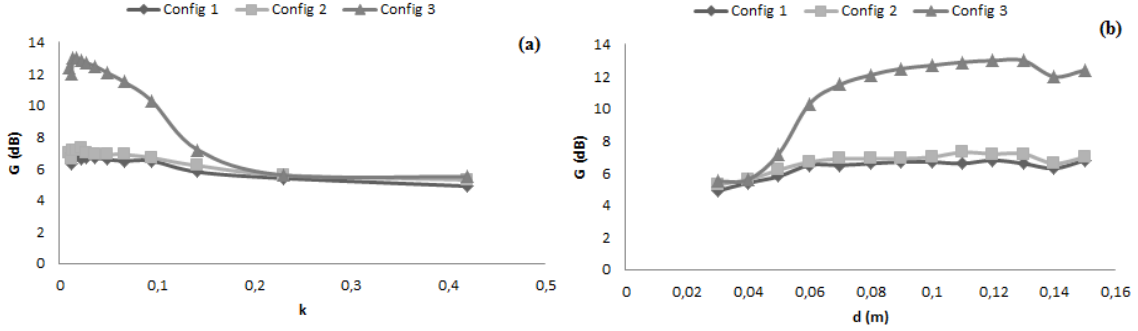 Config 1 Config 2 Config 3
(a)
14
12
10
8
6
4
2
0
G (dB)
0 0,1 0,2 0,3 0,4 0,5
k
Config 1 Config 2 Config 3
(b)
14
12
10
8
6
4
2
0
G (dB)
0 0,02 0,04 0,06 0,08 0,1 0,12 0,14 0,16
d (m)